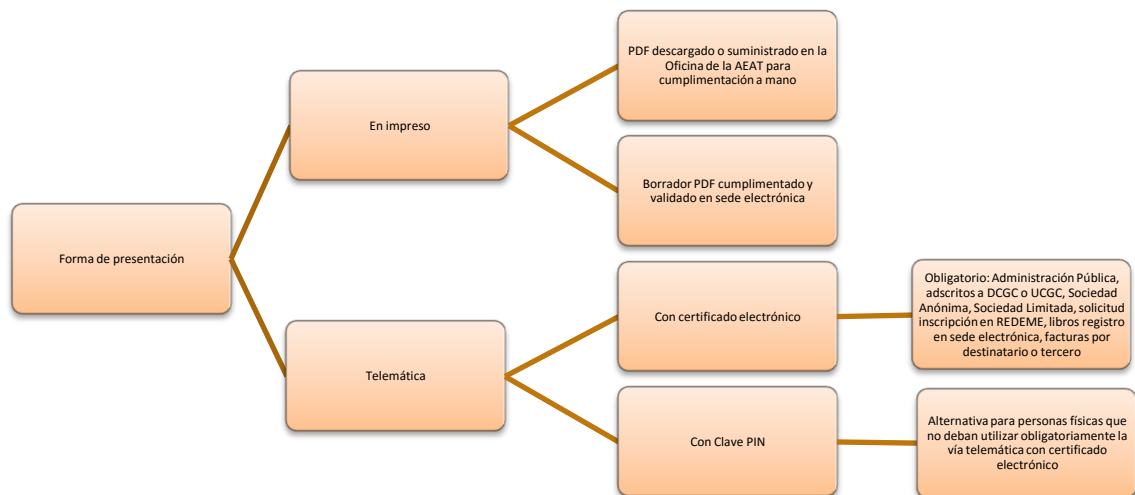 Forma de presentación
En impreso
PDF descargado o suministrado en la
Oficina de la AEAT para
cumplimentación a mano
Borrador PDF cumplimentado y
validado en sede electrónica
Telemática
Con certificado electrónico
Obligatorio: Administración Pública,
adscritos a DCGC o UCGC, Sociedad
Anónima, Sociedad Limitada, solicitud
inscripción en REDEME, libros registro
en sede electrónica, facturas por
destinatario o tercero
Con Clave PIN
Alternativa para personas físicas que
no deban utilizar obligatoriamente la
vía telemática con certificado
electrónico